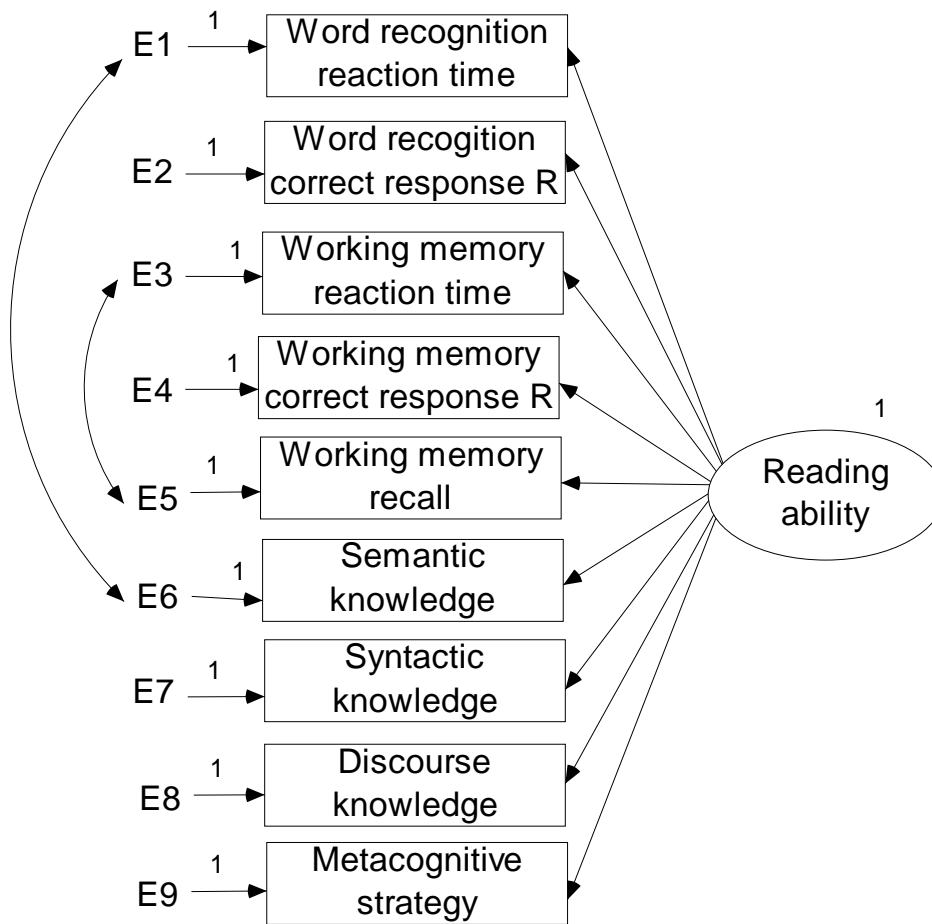 1
E1
Word recognition
reaction time
1
E2
Word recogition
correct response R
1
E3
Working memory
reaction time
1
E4
Working memory
correct response R
1
E5
Working memory
recall
1
E6
Semantic
knowledge
1
E7
Syntactic
knowledge
1
E8
Discourse
knowledge
1
E9
Metacognitive
strategy
1
Reading
ability